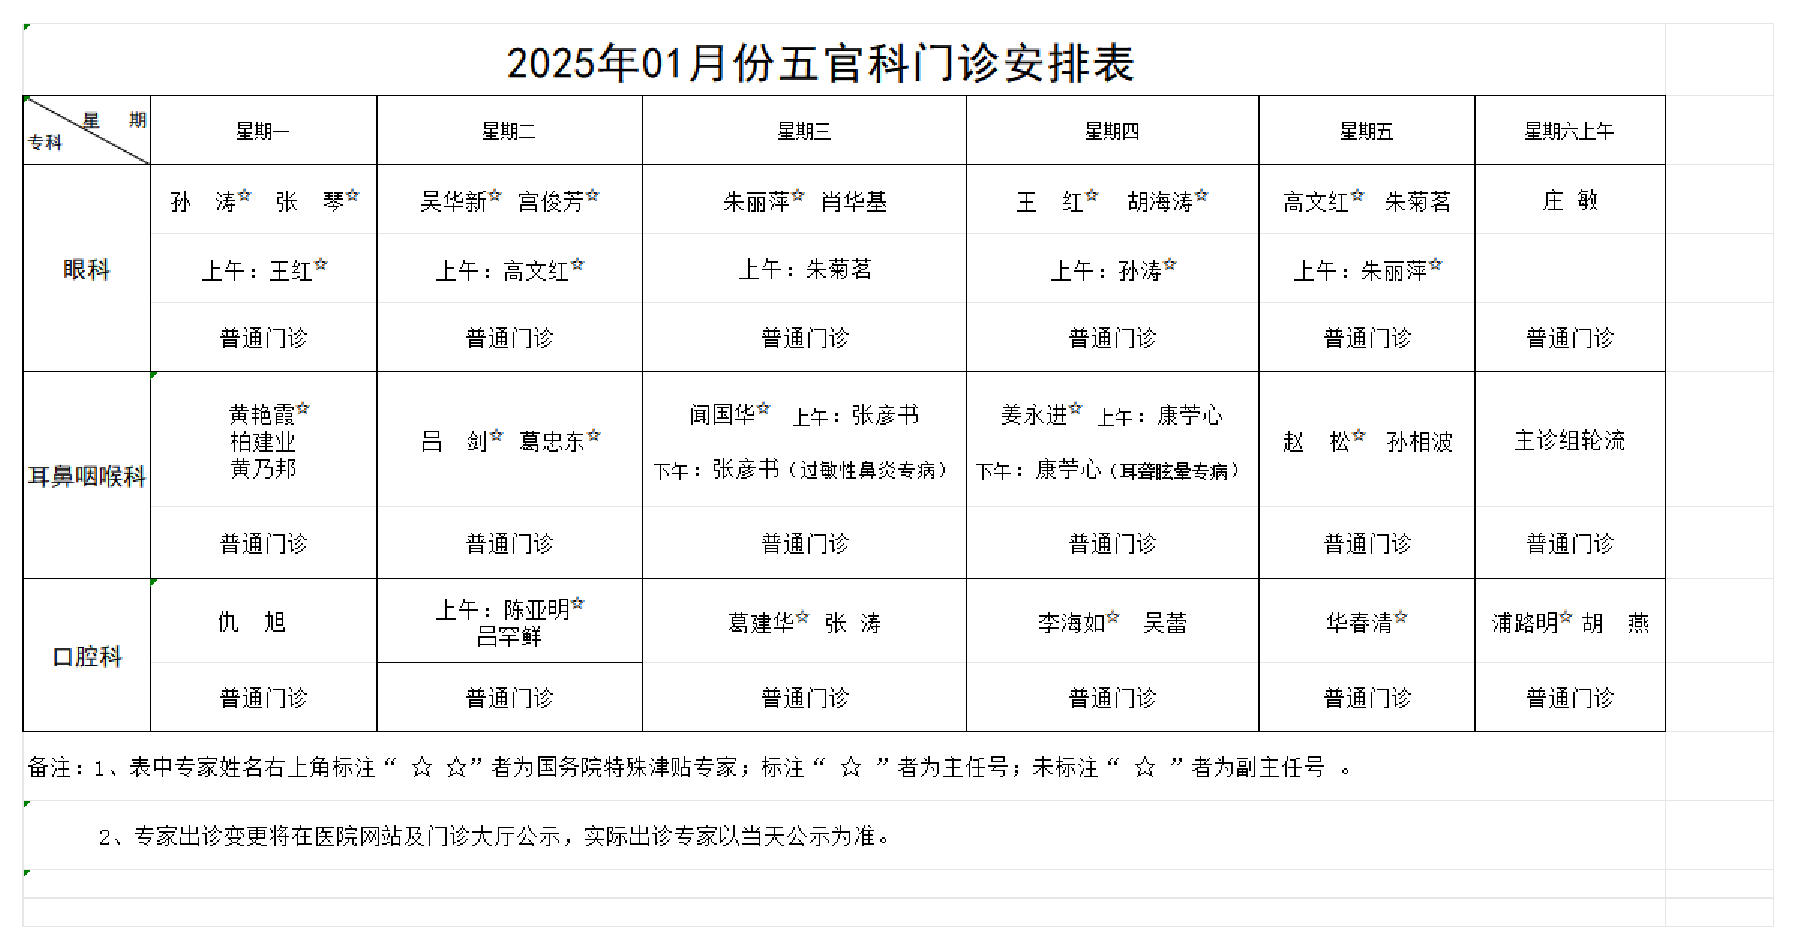 2025年01月份五官科门诊安排表
星 期
专科
星期一 星期二 星期三 星期四 星期五 星期六上午
眼科
孙 涛☆ 张 琴☆ 吴华新☆ 宫俊芳☆ 朱丽萍☆ 肖华基 王 红☆ 胡海涛☆ 高文红☆ 朱菊茗 庄 敏
上午：王红☆ 上午：高文红☆ 上午：朱菊茗 上午：孙涛☆ 上午：朱丽萍☆
普通门诊 普通门诊 普通门诊 普通门诊 普通门诊 普通门诊
耳鼻咽喉科
黄艳霞☆
柏建业
黄乃邦
吕 剑☆ 葛忠东☆
闻国华☆ 上午：张彦书
下午：张彦书（过敏性鼻炎专病）
姜永进☆ 上午：康苧心
下午：康苧心（耳聋眩晕专病）
赵 松☆ 孙相波
主诊组轮流
普通门诊 普通门诊 普通门诊 普通门诊 普通门诊 普通门诊
口腔科
仇 旭
上午：陈亚明☆
吕罕鲜
葛建华☆ 张 涛
李海如☆ 吴蕾
华春清☆
浦路明☆ 胡 燕
普通门诊 普通门诊 普通门诊 普通门诊 普通门诊 普通门诊
备注：1、表中专家姓名右上角标注“ ☆ ☆”者为国务院特殊津贴专家；标注“ ☆ ”者为主任号；未标注“ ☆ ”者为副主任号 。
2、专家出诊变更将在医院网站及门诊大厅公示，实际出诊专家以当天公示为准。